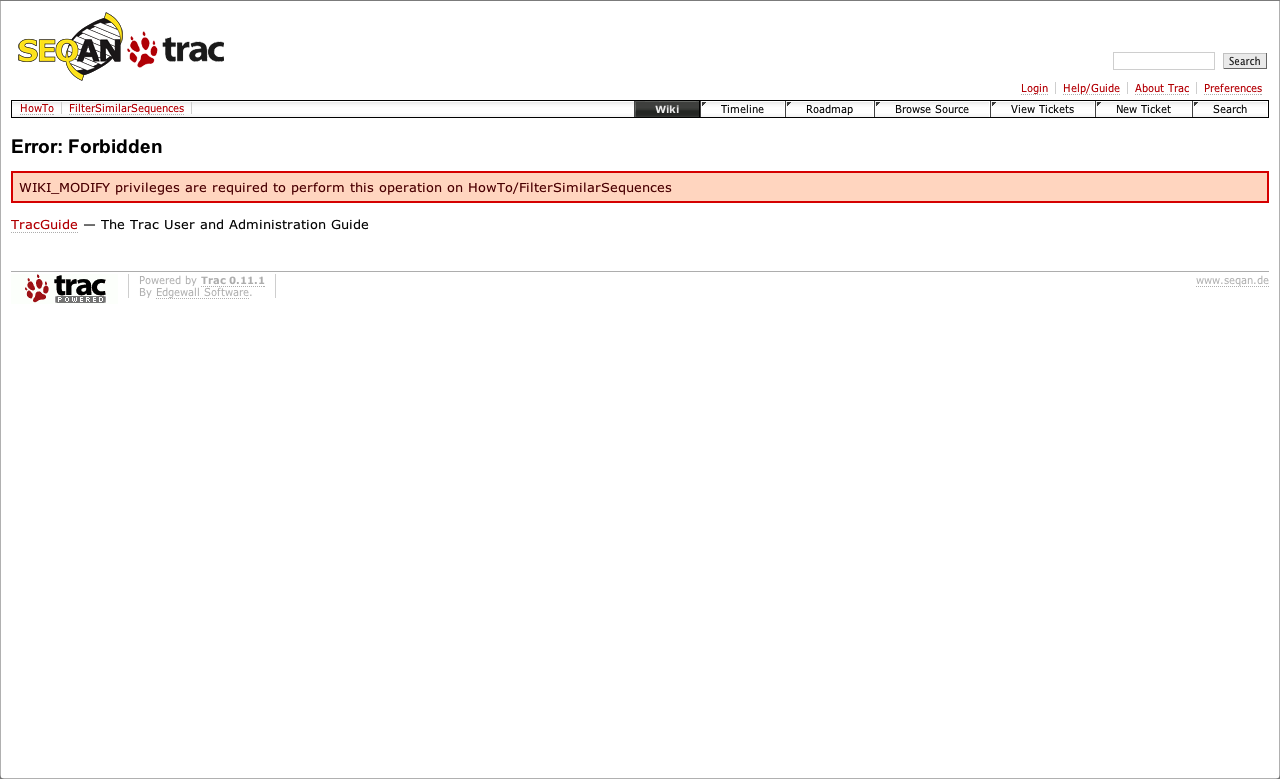 SEQAN trac
Search
Login Help/Guide About Trac Preferences
HowTo FilterSimilarSequences Wiki Timeline Roadmap Browse Source View Tickets New Ticket Search
Error: Forbidden
WIKI_MODIFY privileges are required to perform this operation on HowTo/FilterSimilarSequences
TracGuide — The Trac User and Administration Guide
trac POWERED
Powered by Trac 0.11.1
By Edgewall Software.
www.seqan.de